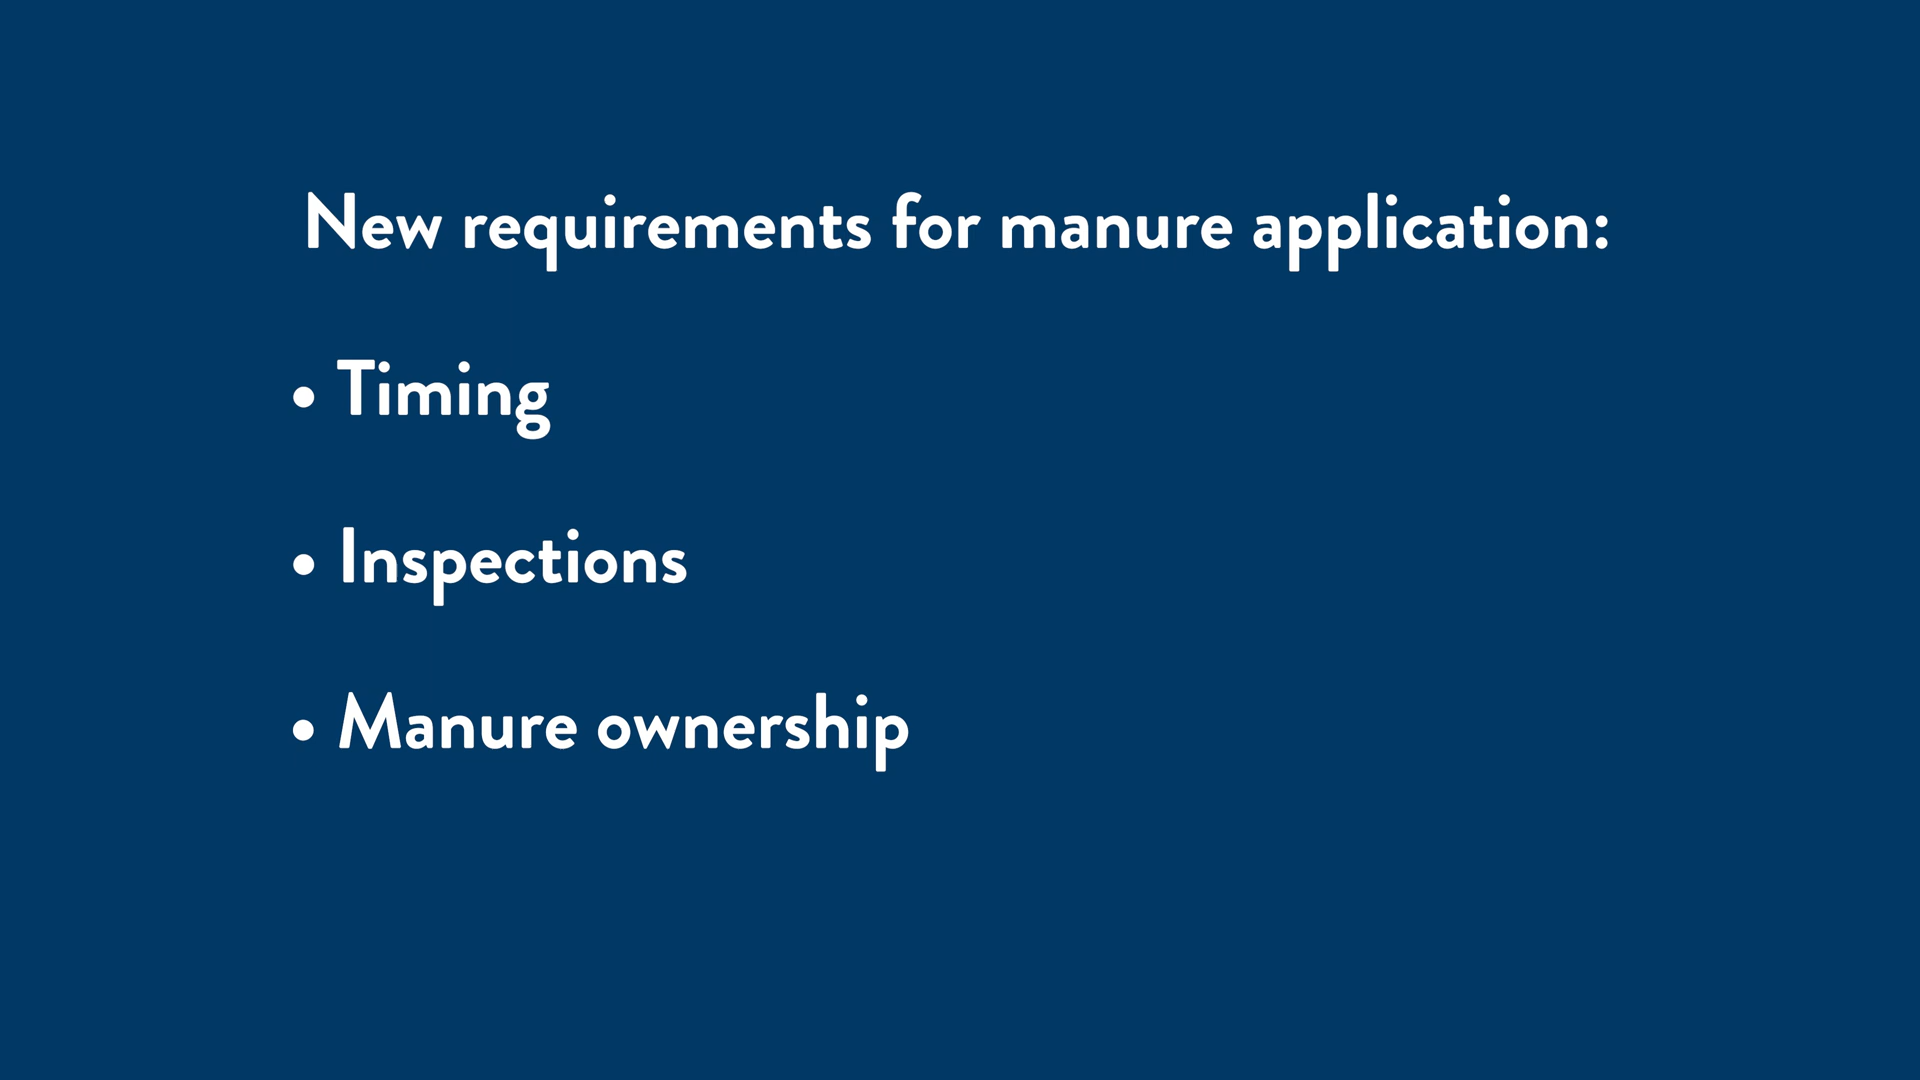 New requirements for manure application:
• Timing
• Inspections
• Manure ownership